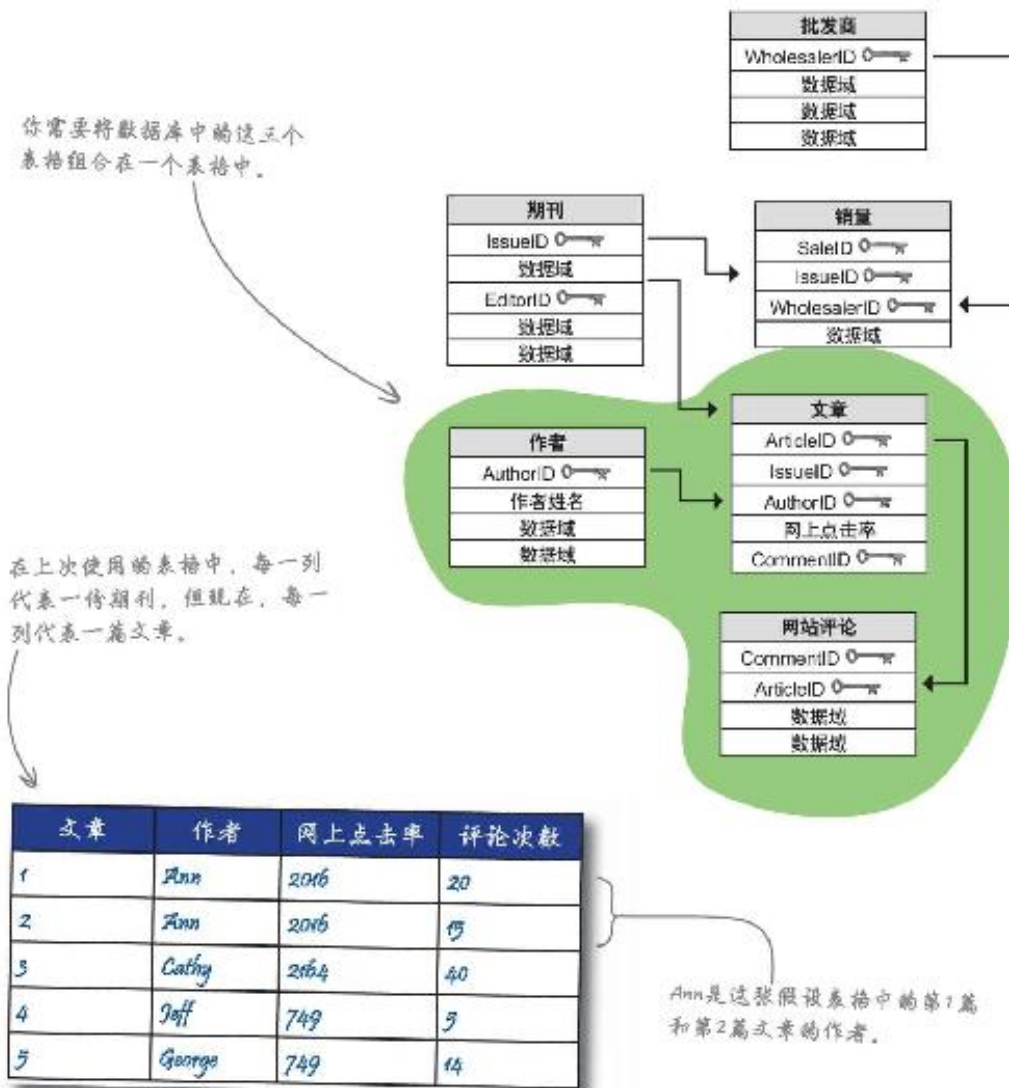 批发商
WholesalerID
数据域
数据域
数据域
你需要将数据库中的这三个
表格组合在一个表格中。
期刊
IssueID
数据域
EditorID
数据域
数据域
销量
SaleID
IssueID
WholesalerID
数据域
作者
AuthorID
作者姓名
数据域
数据域
文章
ArticleID
IssueID
AuthorID
网上点击率
CommentID
在上次使用的表格中，每一列
代表一份期刊，但现在，每一
列代表一篇文章。
网站评论
CommentID
ArticleID
数据域
数据域
文章 作者 网上点击率 评论次数
1 Ann 2016 20
2 Ann 2016 15
3 Cathy 2164 40
4 Jeff 749 5
5 George 749 14
Ann是这张假设表格中的第1篇
和第2篇文章的作者。